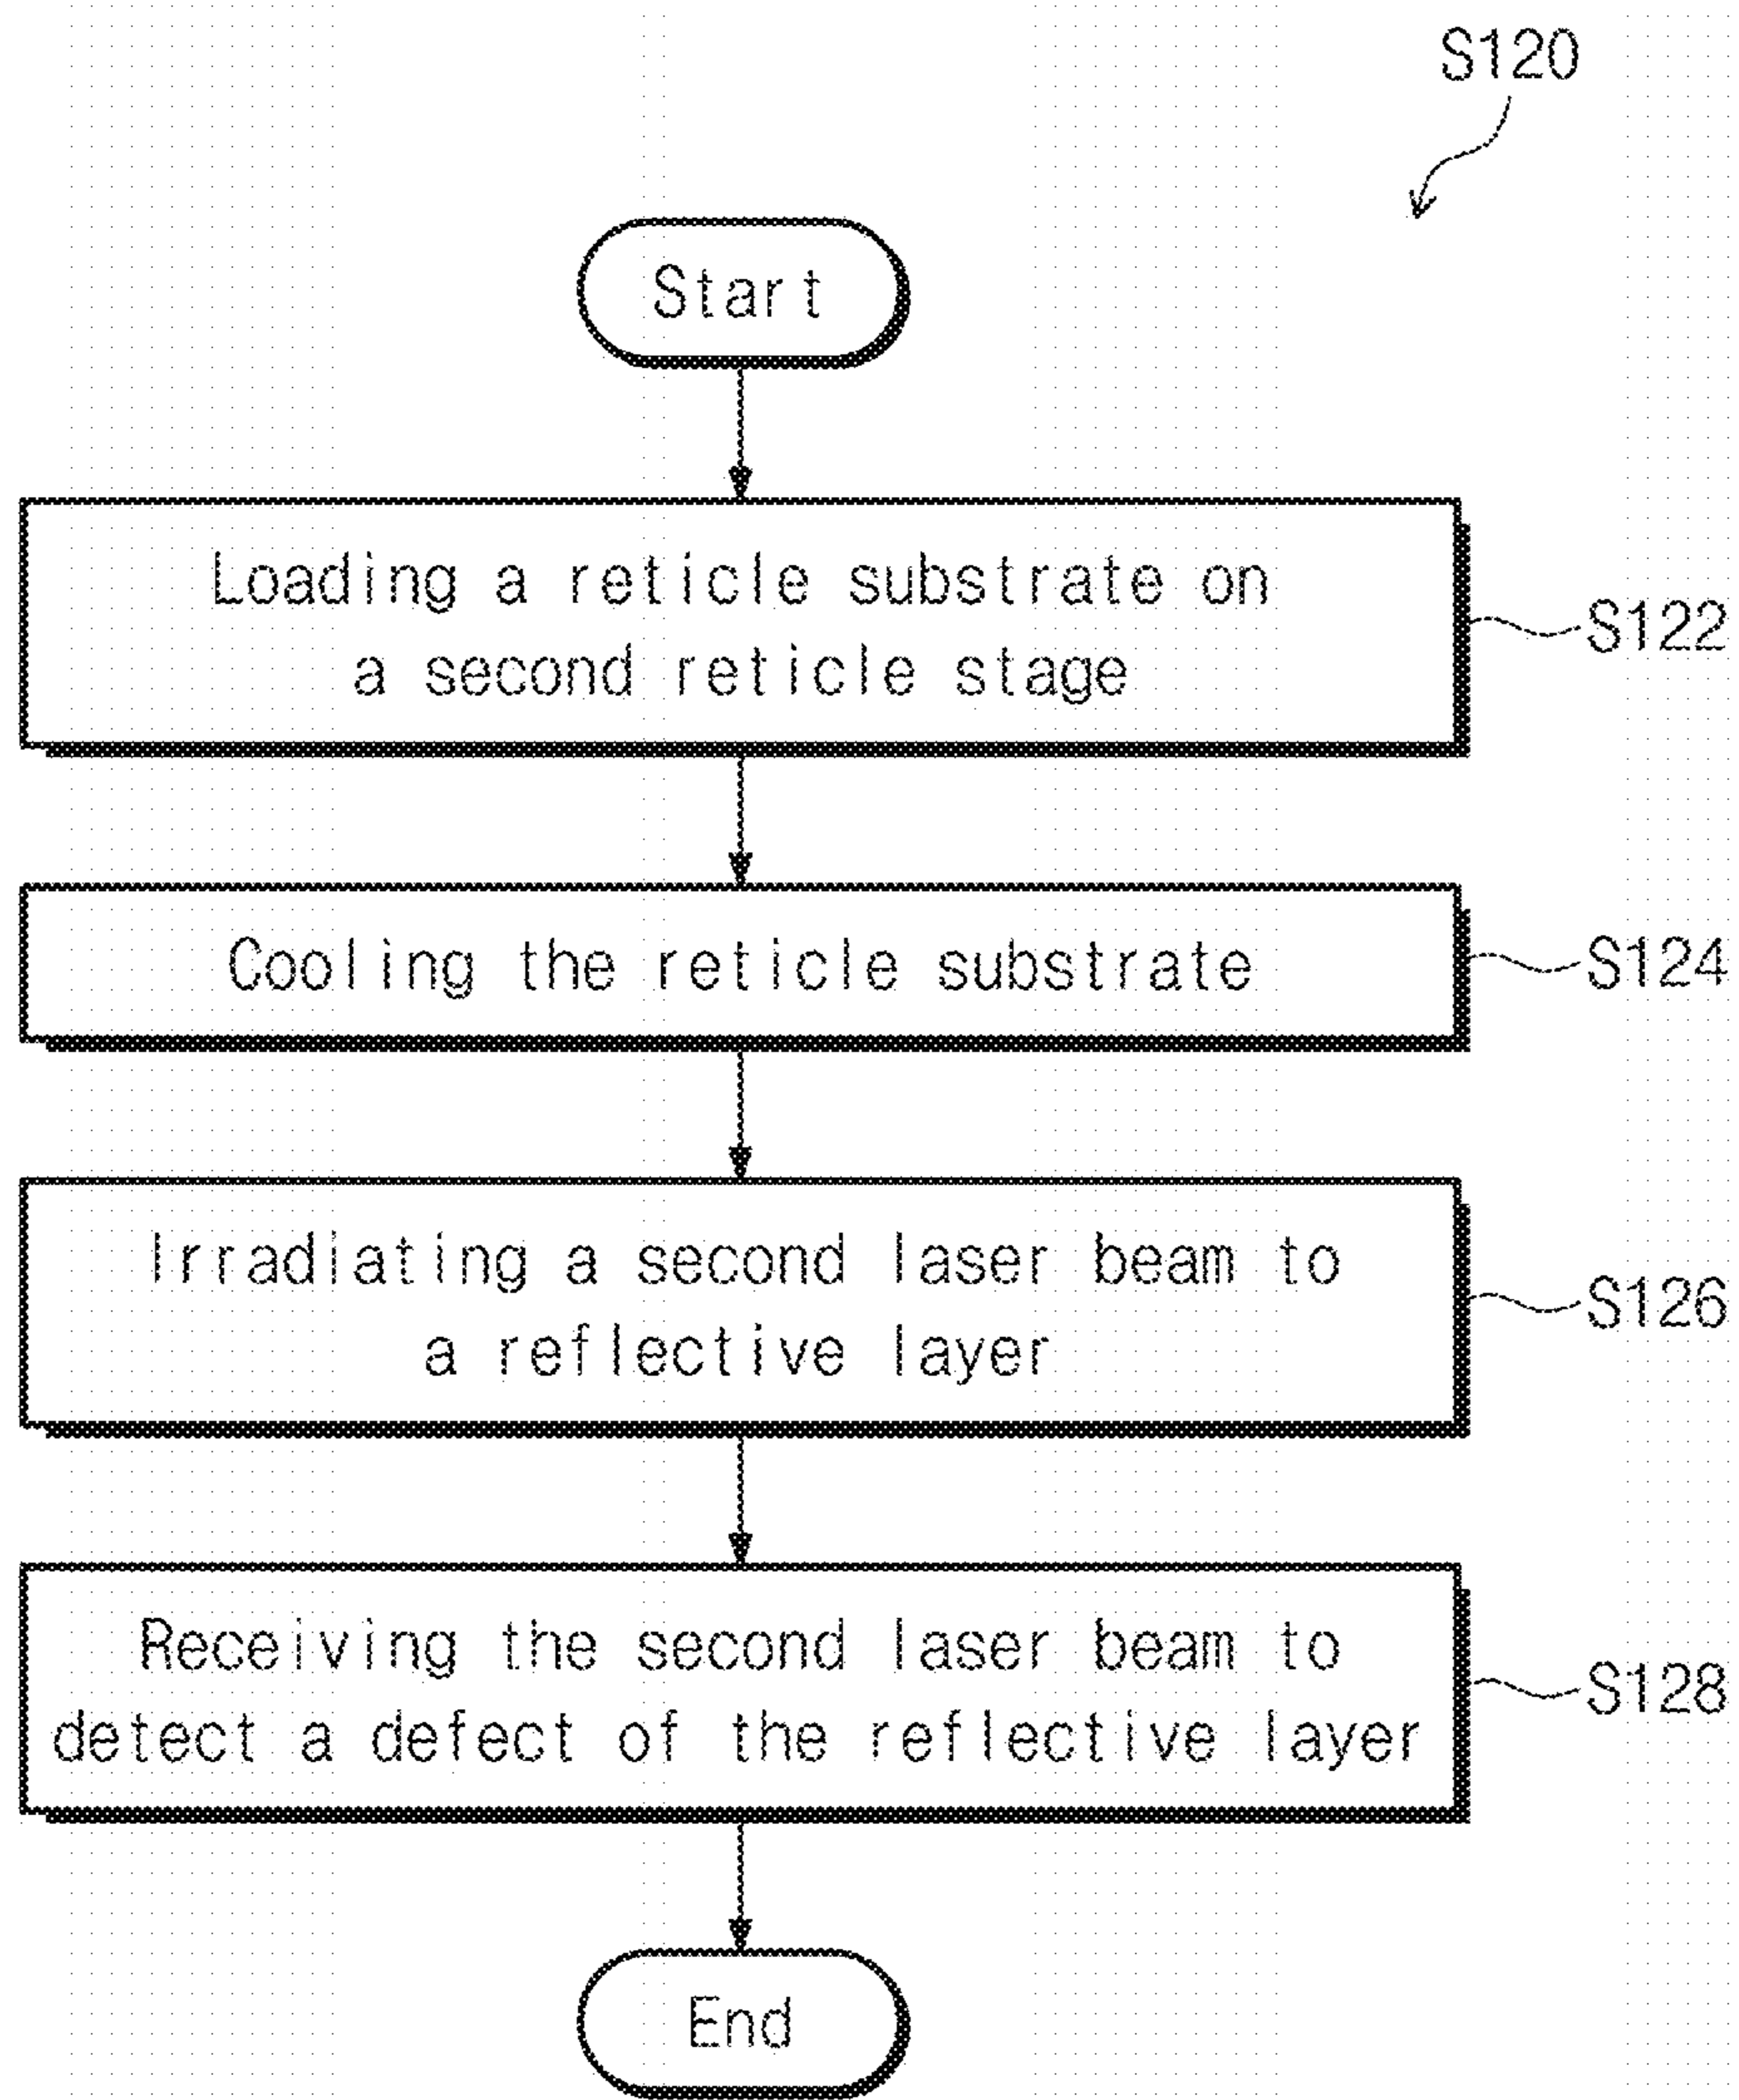 S120
Start
Loading a reticle substrate on
a second reticle stage
S122
Cooling the reticle substrate
S124
Irradiating a second laser beam to
a reflective layer
S126
Receiving the second laser beam to
detect a defect of the reflective layer
S128
End